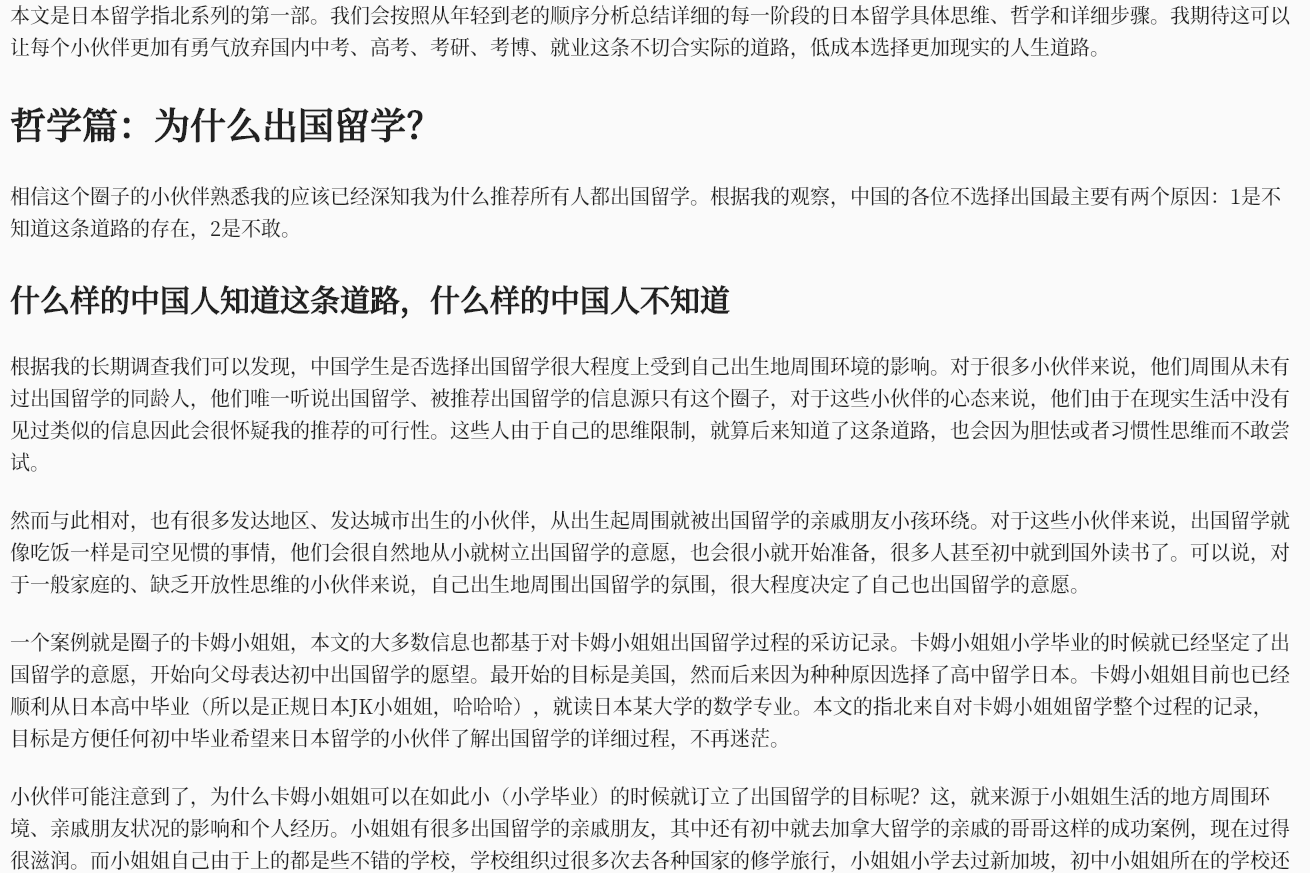 本文是日本留学指北系列的第一部。我们会按照从年轻到老的顺序分析总结详细的每一阶段的日本留学具体思维、哲学和详细步骤。我期待这可以
让每个小伙伴更加有勇气放弃国内中考、高考、考研、考博、就业这条不切合实际的道路，低成本选择更加现实的人生道路。
哲学篇：为什么出国留学？
相信这个圈子的小伙伴熟悉我的应该已经深知我为什么推荐所有人都出国留学。根据我的观察，中国的各位不选择出国最主要有两个原因：1是不
知道这条道路的存在，2是不敢。
什么样的中国人知道这条道路，什么样的中国人不知道
根据我的长期调查我们可以发现，中国学生是否选择出国留学很大程度上受到自己出生地周围环境的影响。对于很多小伙伴来说，他们周围从未有
过出国留学的同龄人，他们唯一听说出国留学、被推荐出国留学的信息源只有这个圈子，对于这些小伙伴的心态来说，他们由于在现实生活中没有
见过类似的信息因此会很怀疑我的推荐的可行性。这些人由于自己的思维限制，就算后来知道了这条道路，也会因为胆怯或者习惯性思维而不敢尝
试。
然而与此相对，也有很多发达地区、发达城市出生的小伙伴，从出生起周围就被出国留学的亲戚朋友小孩环绕。对于这些小伙伴来说，出国留学就
像吃饭一样是司空见惯的事情，他们会很自然地从小就树立出国留学的意愿，也会很小就开始准备，很多人甚至初中就到国外读书了。可以说，对
于一般家庭的、缺乏开放性思维的小伙伴来说，自己出生地周围出国留学的氛围，很大程度决定了自己也出国留学的意愿。
一个案例就是圈子的卡姆小姐姐，本文的大多数信息也都基于对卡姆小姐姐出国留学过程的采访记录。卡姆小姐姐小学毕业的时候就已经坚定了出
国留学的意愿，开始向父母表达初中出国留学的愿望。最开始的目标是美国，然而后来因为种种原因选择了高中留学日本。卡姆小姐姐目前也已经
顺利从日本高中毕业（所以是正规日本JK小姐姐，哈哈哈），就读日本某大学的数学专业。本文的指北来自对卡姆小姐姐留学整个过程的记录，
目标是方便任何初中毕业希望来日本留学的小伙伴了解出国留学的详细过程，不再迷茫。
小伙伴可能注意到了，为什么卡姆小姐姐可以在如此小（小学毕业）的时候就订立了出国留学的目标呢？这，就来源于小姐姐生活的地方周围环
境、亲戚朋友状况的影响和个人经历。小姐姐有很多出国留学的亲戚朋友，其中还有初中就去加拿大留学的亲戚的哥哥这样的成功案例，现在过得
很滋润。而小姐姐自己由于上的都是些不错的学校，学校组织过很多次去各种国家的修学旅行，小姐姐小学去过新加坡，初中小姐姐所在的学校还